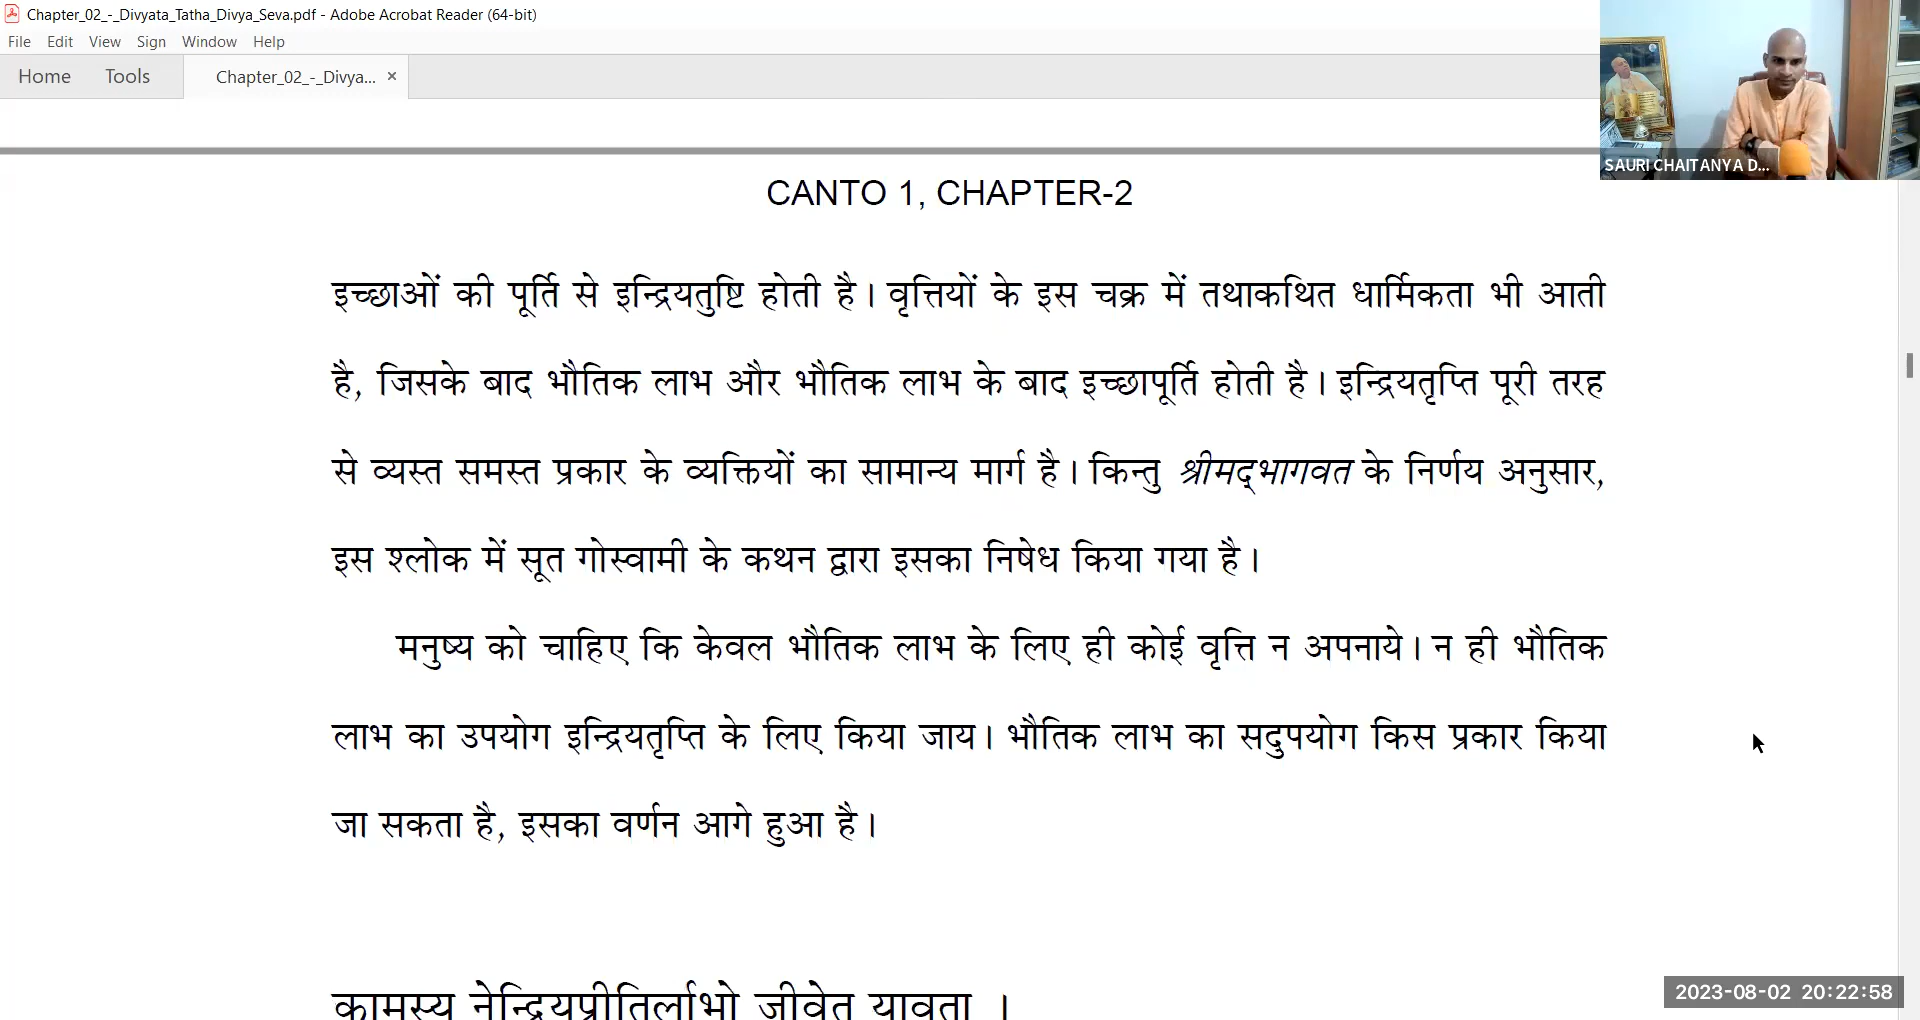 Chapter_02_-_Divyata_Tatha_Divya_Seva.pdf - Adobe Acrobat Reader (64-bit)
File Edit View Sign Window Help
Home Tools Chapter_02_-_Divya... ×
SAURI CHAITANYA D...
CANTO 1, CHAPTER-2
इच्छाओं की पूर्ति से इन्द्रियतुष्टि होती है। वृत्तियों के इस चक्र में तथाकथित धार्मिकता भी आती
है, जिसके बाद भौतिक लाभ और भौतिक लाभ के बाद इच्छापूर्ति होती है। इन्द्रियतृप्ति पूरी तरह
से व्यस्त समस्त प्रकार के व्यक्तियों का सामान्य मार्ग है। किन्तु श्रीमद्भागवत के निर्णय अनुसार,
इस श्लोक में सूत गोस्वामी के कथन द्वारा इसका निषेध किया गया है।
मनुष्य को चाहिए कि केवल भौतिक लाभ के लिए ही कोई वृत्ति न अपनाये। न ही भौतिक
लाभ का उपयोग इन्द्रियतृप्ति के लिए किया जाय। भौतिक लाभ का सदुपयोग किस प्रकार किया
जा सकता है, इसका वर्णन आगे हुआ है।
कामस्य नेन्द्रियप्रीतिर्लाभो जीवेत यावता ।
2023-08-02 20:22:58